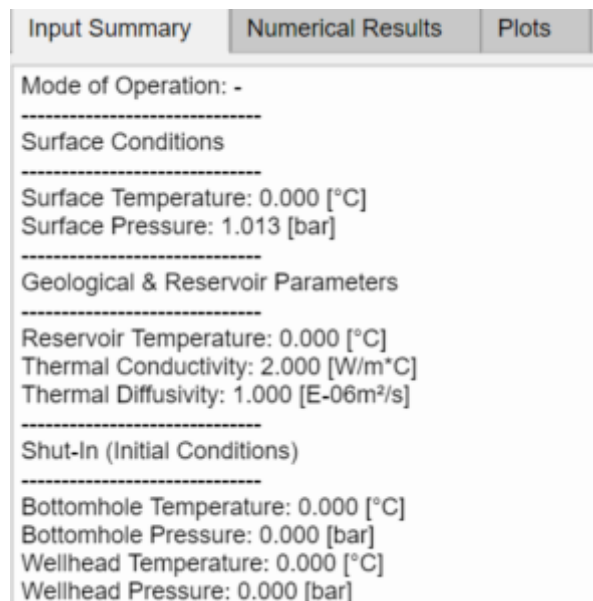 Input Summary Numerical Results Plots
Mode of Operation: -
------------------------------
Surface Conditions
------------------------------
Surface Temperature: 0.000 [°C]
Surface Pressure: 1.013 [bar]
------------------------------
Geological & Reservoir Parameters
------------------------------
Reservoir Temperature: 0.000 [°C]
Thermal Conductivity: 2.000 [W/m*C]
Thermal Diffusivity: 1.000 [E-06m²/s]
------------------------------
Shut-In (Initial Conditions)
------------------------------
Bottomhole Temperature: 0.000 [°C]
Bottomhole Pressure: 0.000 [bar]
Wellhead Temperature: 0.000 [°C]
Wellhead Pressure: 0.000 [bar]